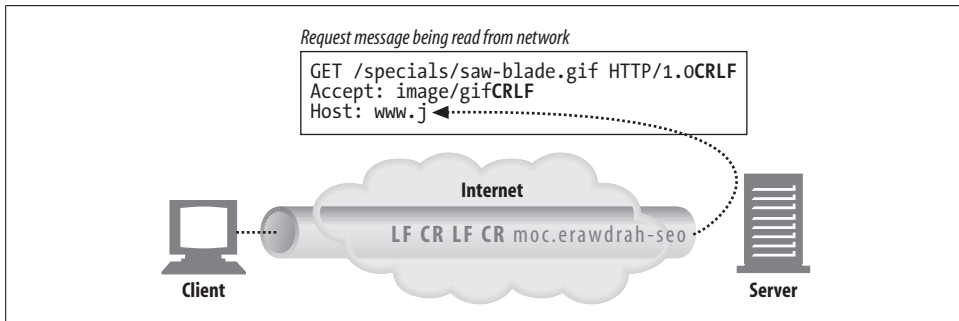 Request message being read from network
GET /specials/saw-blade.gif HTTP/1.0CRLF
Accept: image/gifCRLF
Host: www.j
Internet
LF CR LF CR moc.erawdrah-seo
Client
Server